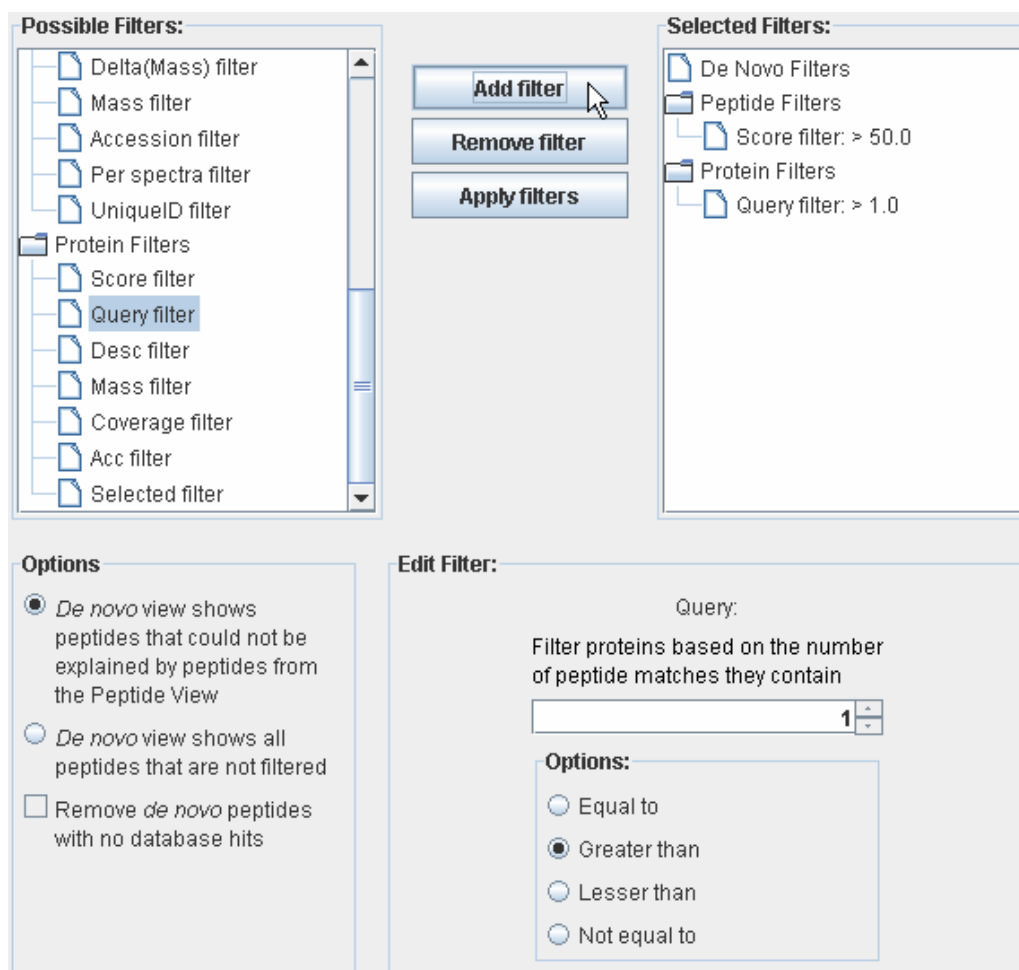 Possible Filters:
Delta(Mass) filter
Mass filter
Accession filter
Per spectra filter
UniqueID filter
Protein Filters
Score filter
Query filter
Desc filter
Mass filter
Coverage filter
Acc filter
Selected filter
Add filter
Remove filter
Apply filters
Selected Filters:
De Novo Filters
Peptide Filters
Score filter: > 50.0
Protein Filters
Query filter: > 1.0
Options
De novo view shows
peptides that could not be
explained by peptides from
the Peptide View
De novo view shows all
peptides that are not filtered
Remove de novo peptides
with no database hits
Edit Filter:
Query:
Filter proteins based on the number
of peptide matches they contain
1
Options:
Equal to
Greater than
Lesser than
Not equal to